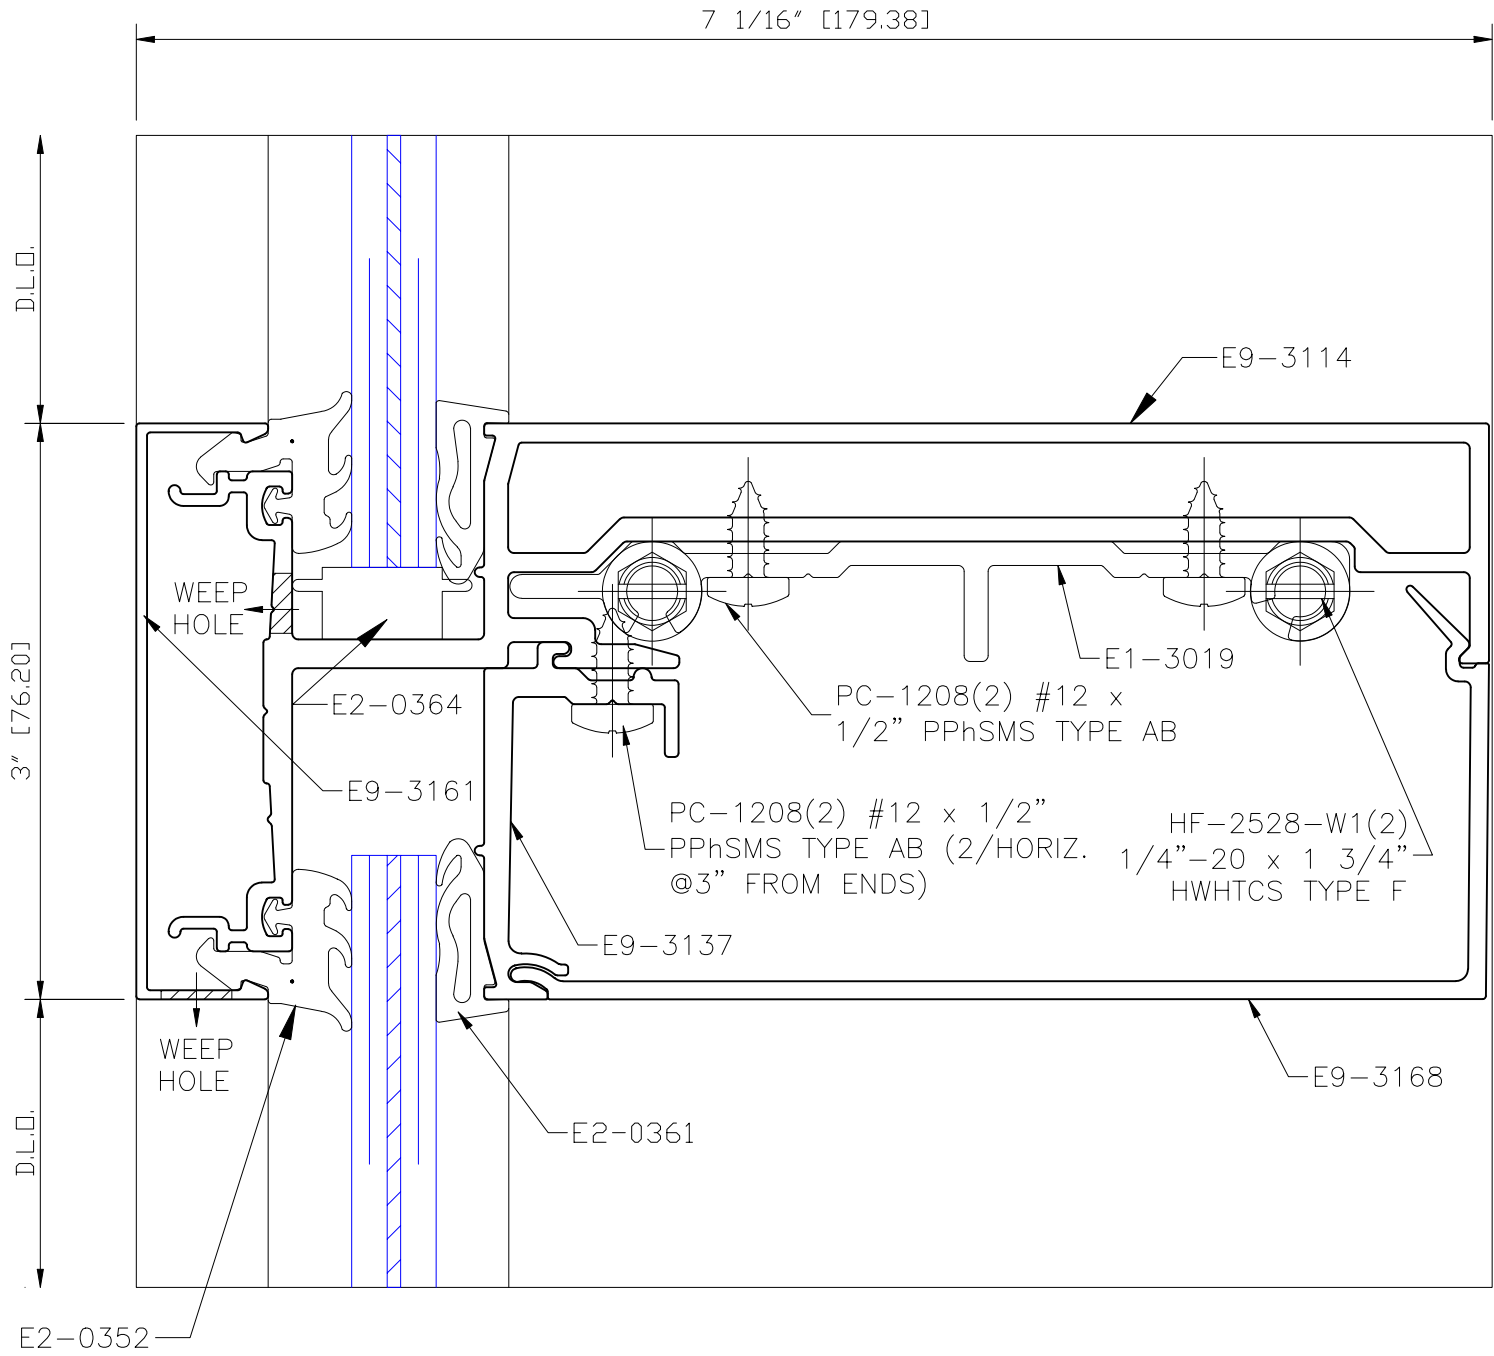 7 1/16" [179.38]
D.L.O.
E9-3114
WEEP
HOLE
E1-3019
3" [76.20]
E2-0364
PC-1208(2) #12 x
1/2" PPhSMS TYPE AB
E9-3161
PC-1208(2) #12 x 1/2"
PPhSMS TYPE AB (2/HORIZ.
@3" FROM ENDS)
HF-2528-W1(2)
1/4"-20 x 1 3/4"
HWHTCS TYPE F
E9-3137
WEEP
HOLE
E9-3168
D.L.O.
E2-0361
E2-0352